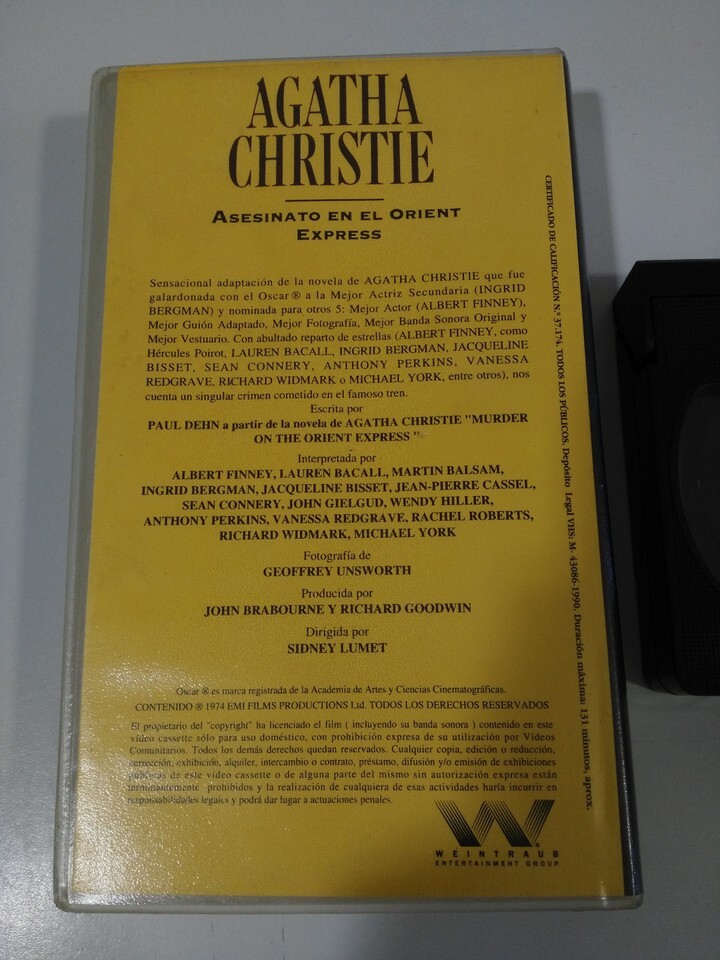 AGATHA
CHRISTIE
ASESINATO EN EL ORIENT
EXPRESS
Sensacional adaptación de la novela de AGATHA CHRISTIE que fue
galardonada con el Oscar ® a la Mejor Actriz Secundaria (INGRID
BERGMAN) y nominada para otros 5: Mejor Actor (ALBERT FINNEY),
Mejor Guión Adaptado, Mejor Fotografía, Mejor Banda Sonora Original y
Mejor Vestuario. Con abultado reparto de estrellas (ALBERT FINNEY, como
Hércules Poirot, LAUREN BACALL, INGRID BERGMAN, JACQUELINE
BISSET, SEAN CONNERY, ANTHONY PERKINS, VANESSA
REDGRAVE, RICHARD WIDMARK o MICHAEL YORK, entre otros), nos
cuenta un singular crimen cometido en el famoso tren.
Escrita por
PAUL DEHN a partir de la novela de AGATHA CHRISTIE "MURDER
ON THE ORIENT EXPRESS "
Interpretada por
ALBERT FINNEY, LAUREN BACALL, MARTIN BALSAM,
INGRID BERGMAN, JACQUELINE BISSET, JEAN-PIERRE CASSEL,
SEAN CONNERY, JOHN GIELGUD, WENDY HILLER,
ANTHONY PERKINS, VANESSA REDGRAVE, RACHEL ROBERTS,
RICHARD WIDMARK, MICHAEL YORK
Fotografía de
GEOFFREY UNSWORTH
Producida por
JOHN BRABOURNE Y RICHARD GOODWIN
Dirigida por
SIDNEY LUMET
Oscar ® es marca registrada de la Academia de Artes y Ciencias Cinematográficas.
CONTENIDO ® 1974 EMI FILMS PRODUCTIONS Ltd. TODOS LOS DERECHOS RESERVADOS
El propietario del "copyright" ha licenciado el film ( incluyendo su banda sonora ) contenido en este
vídeo cassette sólo para uso doméstico, con prohibición expresa de su utilización por Vídeos
Comunitarios. Todos los demás derechos quedan reservados. Cualquier copia, edición o reducción,
corrección, exhibición, alquiler, intercambio o contrato, préstamo, difusión y/o emisión de exhibiciones
públicas de este vídeo cassette o de alguna parte del mismo sin autorización expresa están
terminantemente prohibidos y la realización de cualquiera de esas actividades haría incurrir en
responsabilidades legales y podrá dar lugar a actuaciones penales.
W
WEINTRAUB
ENTERTAINMENT GROUP
CERTIFICADO DE CALIFICACIÓN N.º 37.174. TODOS LOS PÚBLICOS. Depósito Legal VHS: M- 43086-1990. Duración máxima: 131 minutos, aprox.